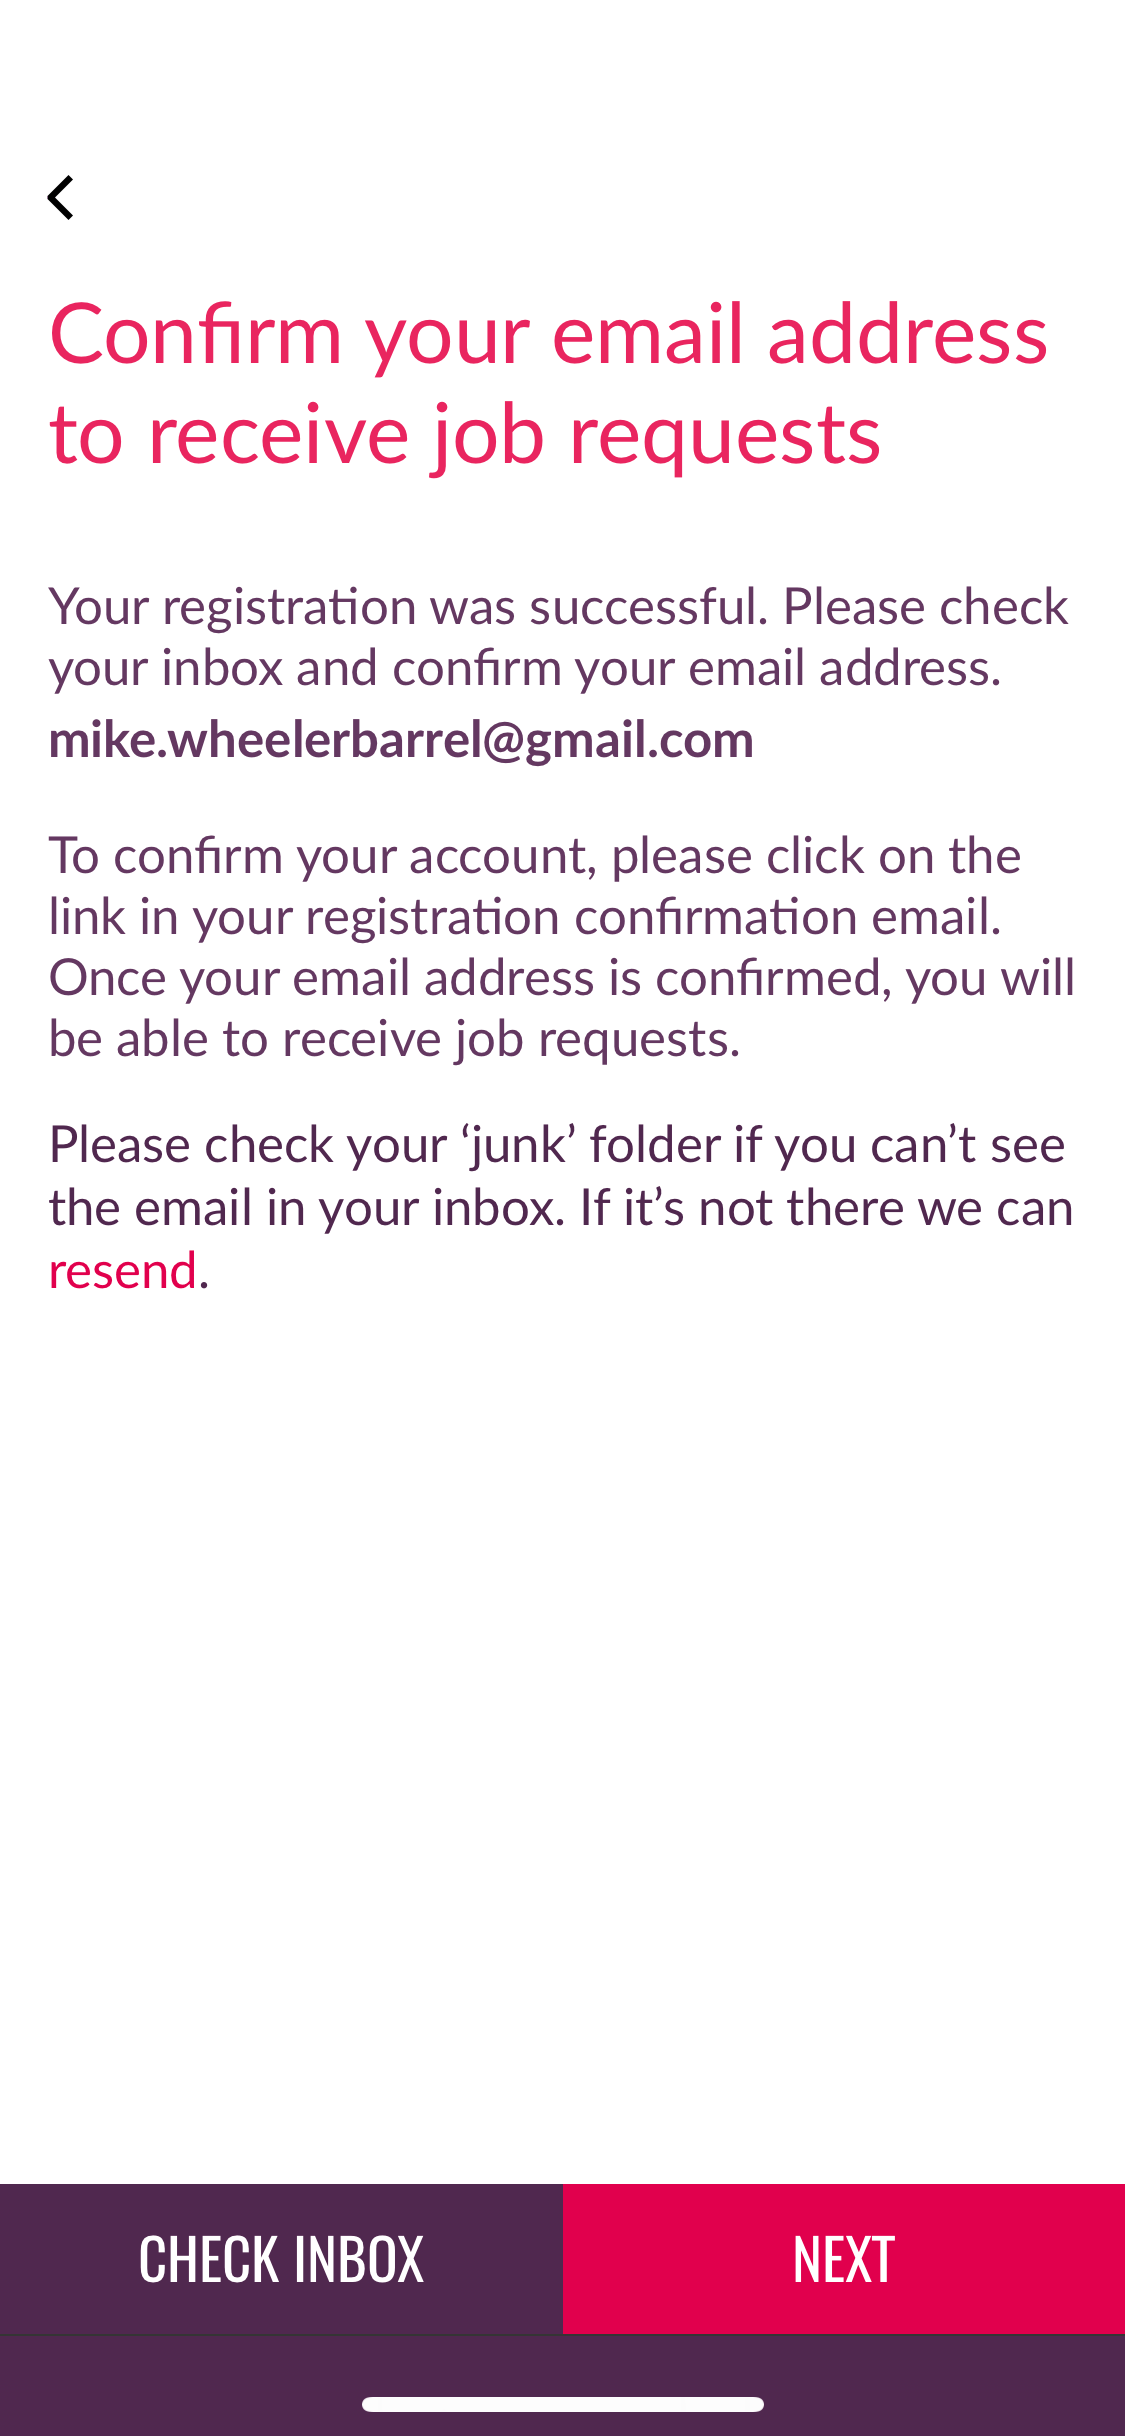 Confirm your email address
to receive job requests
Your registration was successful. Please check
your inbox and confirm your email address.
mike.wheelerbarrel@gmail.com
To confirm your account, please click on the
link in your registration confirmation email.
Once your email address is confirmed, you will
be able to receive job requests.
Please check your ‘junk’ folder if you can’t see
the email in your inbox. If it’s not there we can
resend.
CHECK INBOX
NEXT